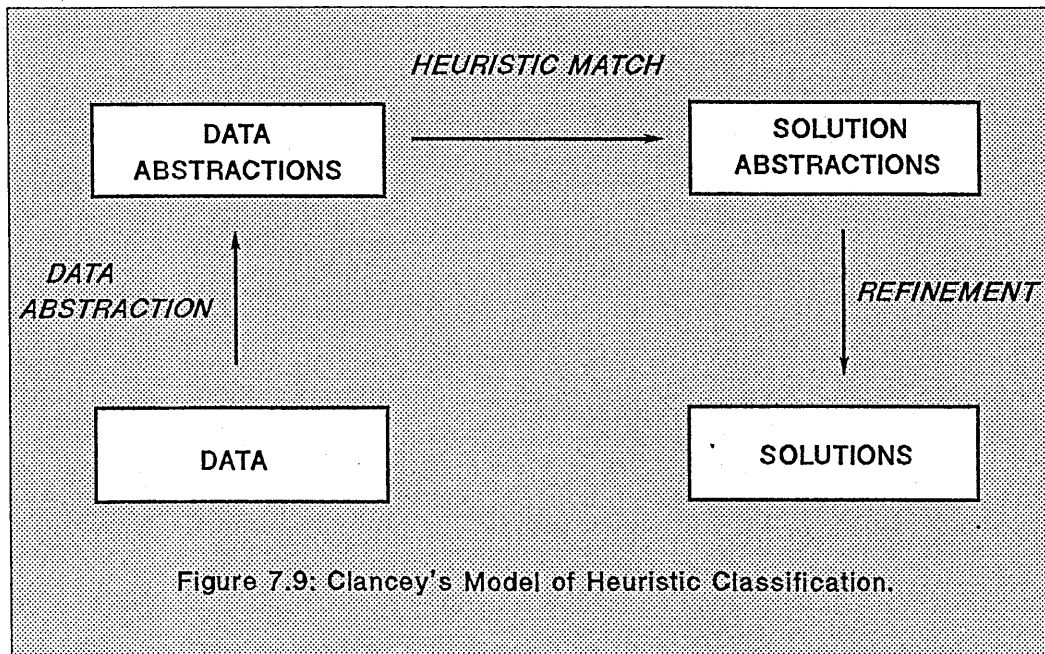 HEURISTIC MATCH
DATA
ABSTRACTIONS
SOLUTION
ABSTRACTIONS
DATA
ABSTRACTION
REFINEMENT
DATA
SOLUTIONS
Figure 7.9: Clancey's Model of Heuristic Classification.